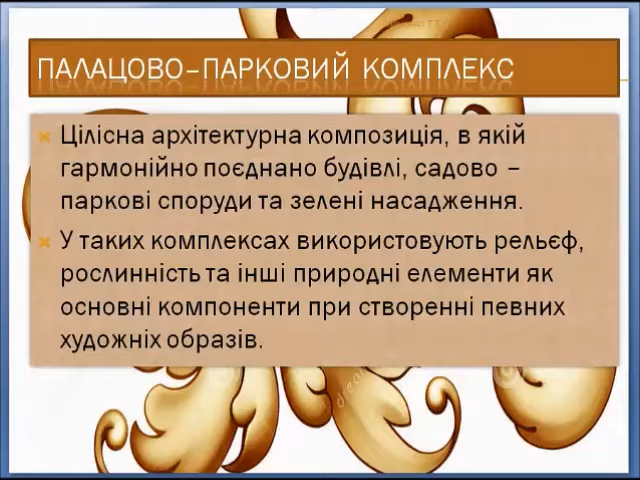 ПАЛАЦОВО–ПАРКОВИЙ КОМПЛЕКС
Цілісна архітектурна композиція, в якій
гармонійно поєднано будівлі, садово –
паркові споруди та зелені насадження.
У таких комплексах використовують рельєф,
рослинність та інші природні елементи як
основні компоненти при створенні певних
художніх образів.